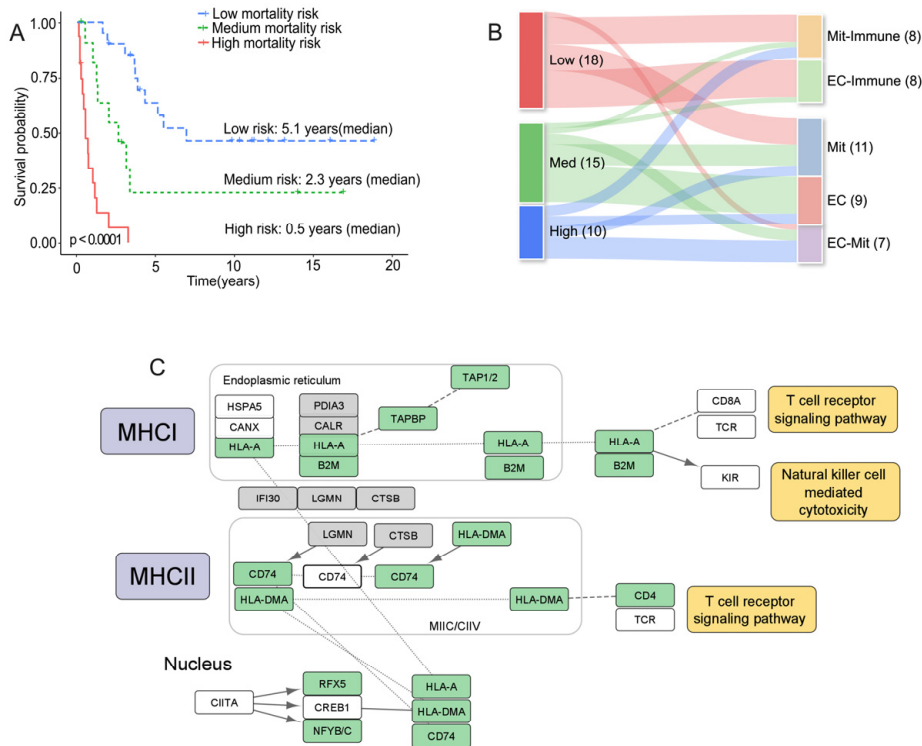 A
Low mortality risk
Medium mortality risk
High mortality risk
Survival probability
1.00
0.75
0.50
0.25
0.00
Low risk: 5.1 years(median)
Medium risk: 2.3 years (median)
High risk: 0.5 years (median)
p<0.0001
0
5
10
15
20
Time(years)
B
Low (18)
Med (15)
High (10)
Mit-Immune (8)
EC-Immune (8)
Mit (11)
EC (9)
EC-Mit (7)
C
MHCI
Endoplasmic reticulum
HSPA5
CANX
HLA-A
PDIA3
CALR
HLA-A
B2M
TAPBP
TAP1/2
HLA-A
B2M
HLA-A
B2M
CD8A
TCR
KIR
T cell receptor
signaling pathway
Natural killer cell
mediated
cytotoxicity
IFI30
LGMN
CTSB
MHCII
LGMN
CTSB
HLA-DMA
CD74
CD74
CD74
HLA-DMA
HLA-DMA
MIIC/CIIV
CD4
TCR
T cell receptor
signaling pathway
Nucleus
CIITA
RFX5
CREB1
NFYB/C
HLA-A
HLA-DMA
CD74